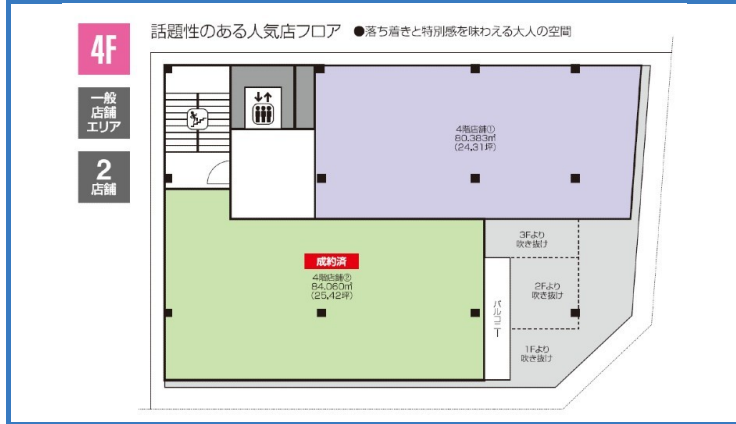 4F
話題性のある人気店フロア ●落ち着きと特別感を味わえる大人の空間
一般
店舗
エリア
2
店舗
4階店舗①
80.383㎡
(24.31坪)
成約済
4階店舗②
84.060㎡
(25.42坪)
バルコニー
3Fより
吹き抜け
2Fより
吹き抜け
1Fより
吹き抜け